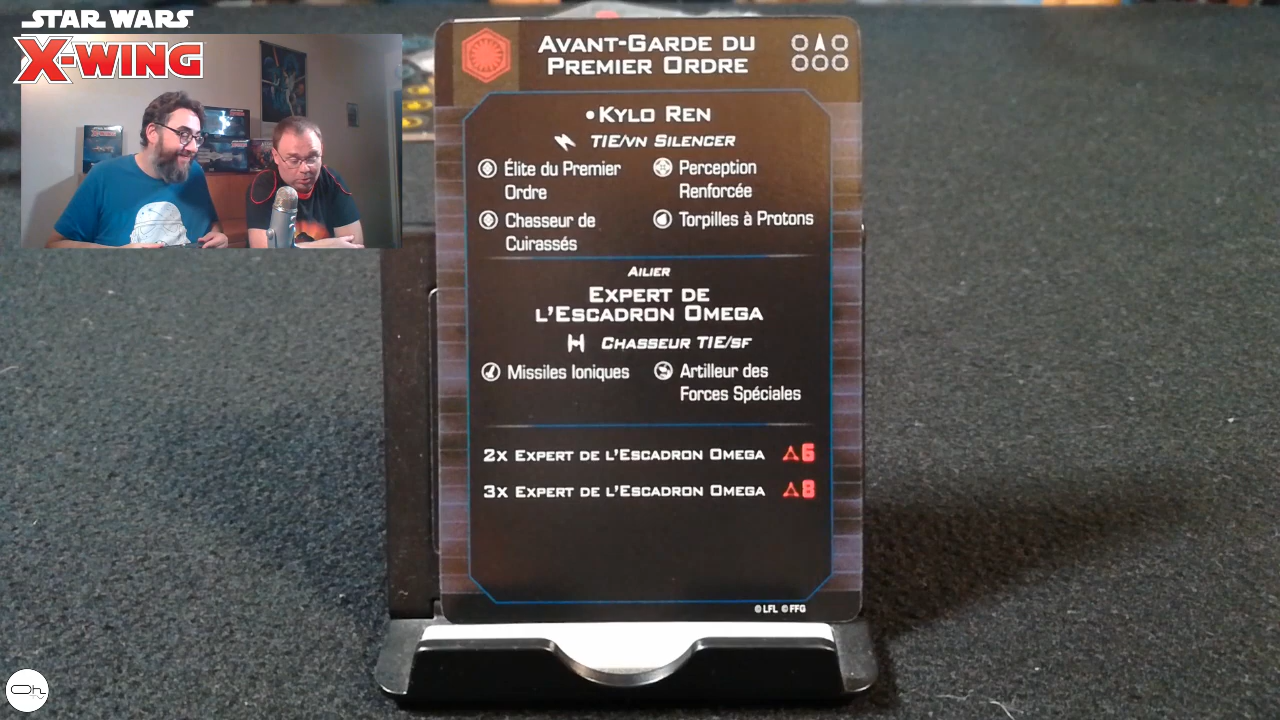 STAR WARS
X-WING
AVANT-GARDE DU
PREMIER ORDRE
•KYLO REN
TIE/VN SILENCER
Élite du Premier
Ordre
Perception
Renforcée
Chasseur de
Cuirassés
Torpilles à Protons
AILIER
EXPERT DE
L'ESCADRON OMEGA
CHASSEUR TIE/SF
Missiles Ioniques
Artilleur des
Forces Spéciales
2X EXPERT DE L'ESCADRON OMEGA 6
3X EXPERT DE L'ESCADRON OMEGA 8
©LFL ©FFG